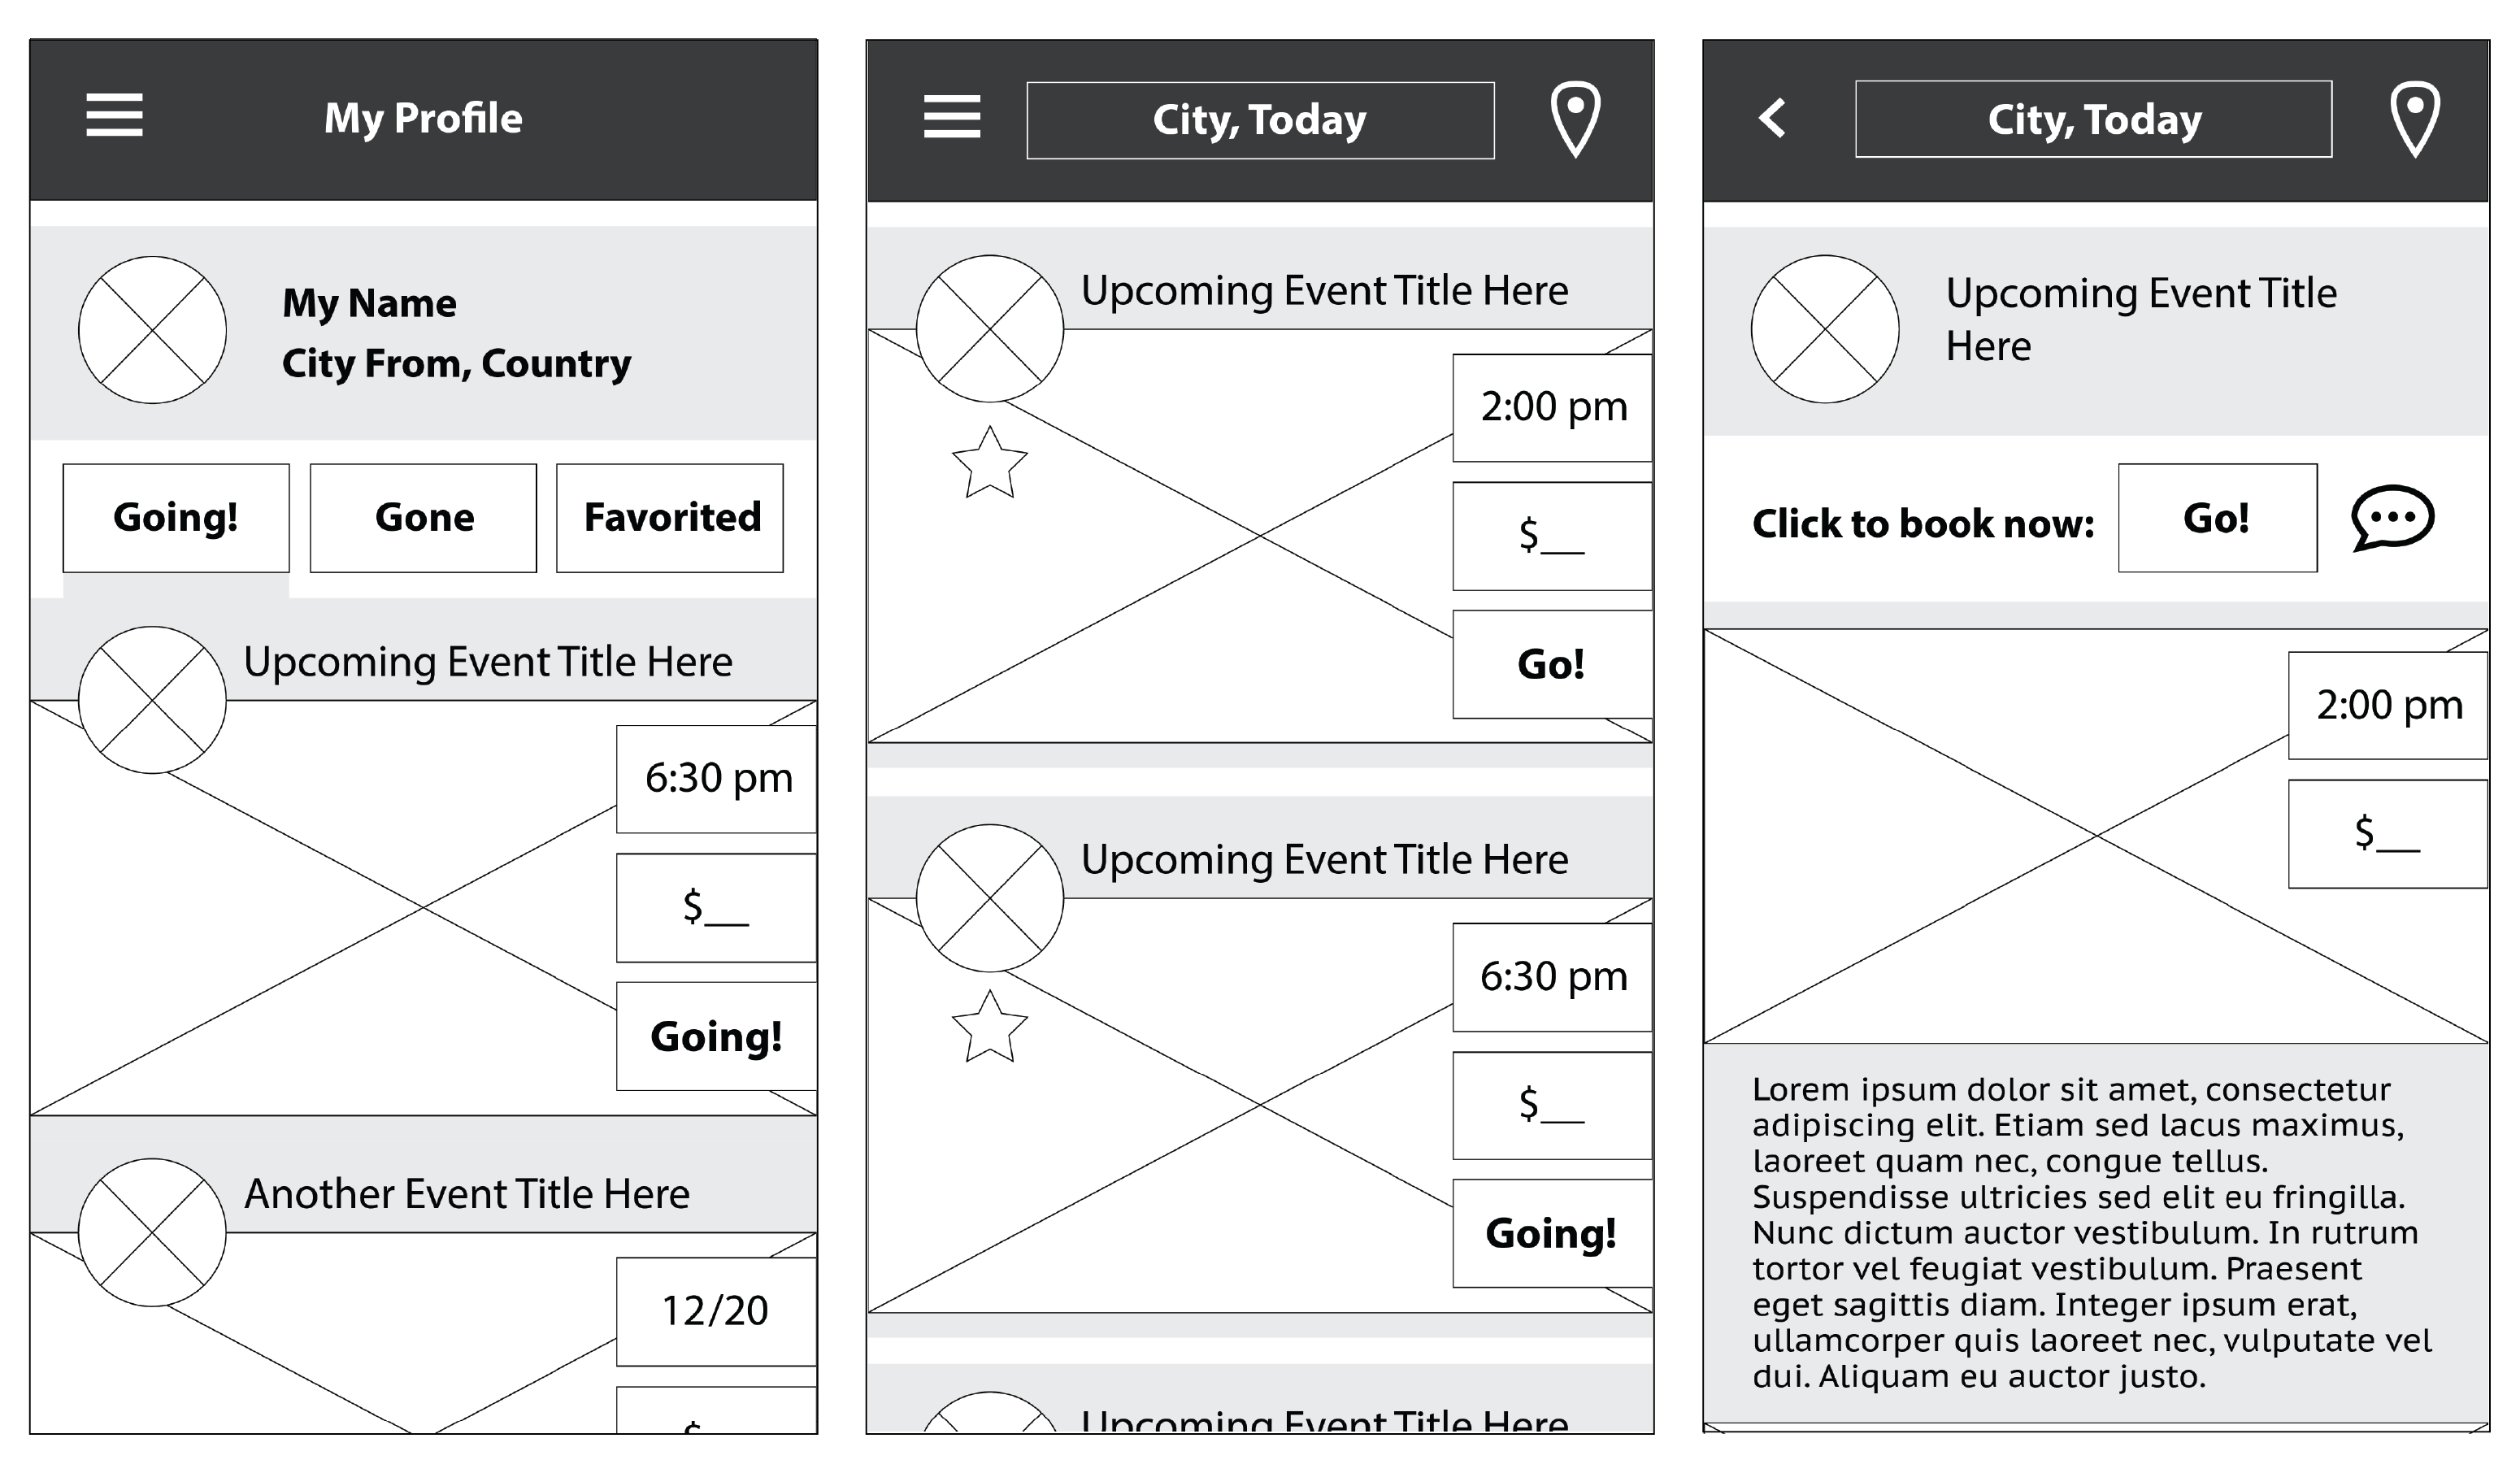 My Profile
My Name
City From, Country
Going!
Gone
Favorited
Upcoming Event Title Here
6:30 pm
$__
Going!
Another Event Title Here
12/20
$
City, Today
Upcoming Event Title Here
2:00 pm
$__
Go!
Upcoming Event Title Here
6:30 pm
$__
Going!
Upcoming Event Title Here
City, Today
Upcoming Event Title
Here
Click to book now:
Go!
2:00 pm
$__
Lorem ipsum dolor sit amet, consectetur
adipiscing elit. Etiam sed lacus maximus,
laoreet quam nec, congue tellus.
Suspendisse ultricies sed elit eu fringilla.
Nunc dictum auctor vestibulum. In rutrum
tortor vel feugiat vestibulum. Praesent
eget sagittis diam. Integer ipsum erat,
ullamcorper quis laoreet nec, vulputate vel
dui. Aliquam eu auctor justo.